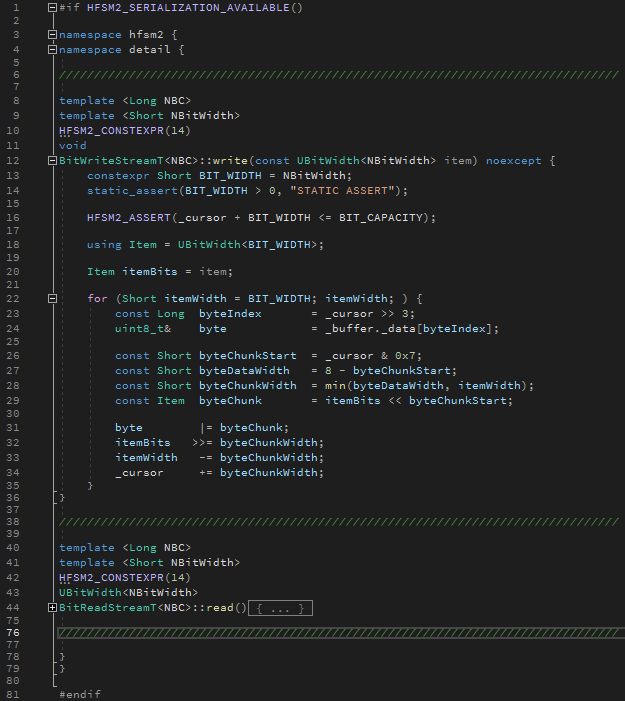 1 #if HFSM2_SERIALIZATION_AVAILABLE()
2
3 namespace hfsm2 {
4 namespace detail {
5
6 ////////////////////////////////////////////////////////////////////////////////
7
8 template <Long NBC>
9 template <Short NBitWidth>
10 HFSM2_CONSTEXPR(14)
11 void
12 BitWriteStreamT<NBC>::write(const UBitWidth<NBitWidth> item) noexcept {
13 constexpr Short BIT_WIDTH = NBitWidth;
14 static_assert(BIT_WIDTH > 0, "STATIC ASSERT");
15
16 HFSM2_ASSERT(_cursor + BIT_WIDTH <= BIT_CAPACITY);
17
18 using Item = UBitWidth<BIT_WIDTH>;
19
20 Item itemBits = item;
21
22 for (Short itemWidth = BIT_WIDTH; itemWidth; ) {
23 const Long byteIndex = _cursor >> 3;
24 uint8_t& byte = _buffer._data[byteIndex];
25
26 const Short byteChunkStart = _cursor & 0x7;
27 const Short byteDataWidth = 8 - byteChunkStart;
28 const Short byteChunkWidth = min(byteDataWidth, itemWidth);
29 const Item byteChunk = itemBits << byteChunkStart;
30
31 byte |= byteChunk;
32 itemBits >>= byteChunkWidth;
33 itemWidth -= byteChunkWidth;
34 _cursor += byteChunkWidth;
35 }
36 }
37
38 ////////////////////////////////////////////////////////////////////////////////
39
40 template <Long NBC>
41 template <Short NBitWidth>
42 HFSM2_CONSTEXPR(14)
43 UBitWidth<NBitWidth>
44 BitReadStreamT<NBC>::read() { ... }
75
76 ////////////////////////////////////////////////////////////////////////////////
77
78 }
79 }
80
81 #endif